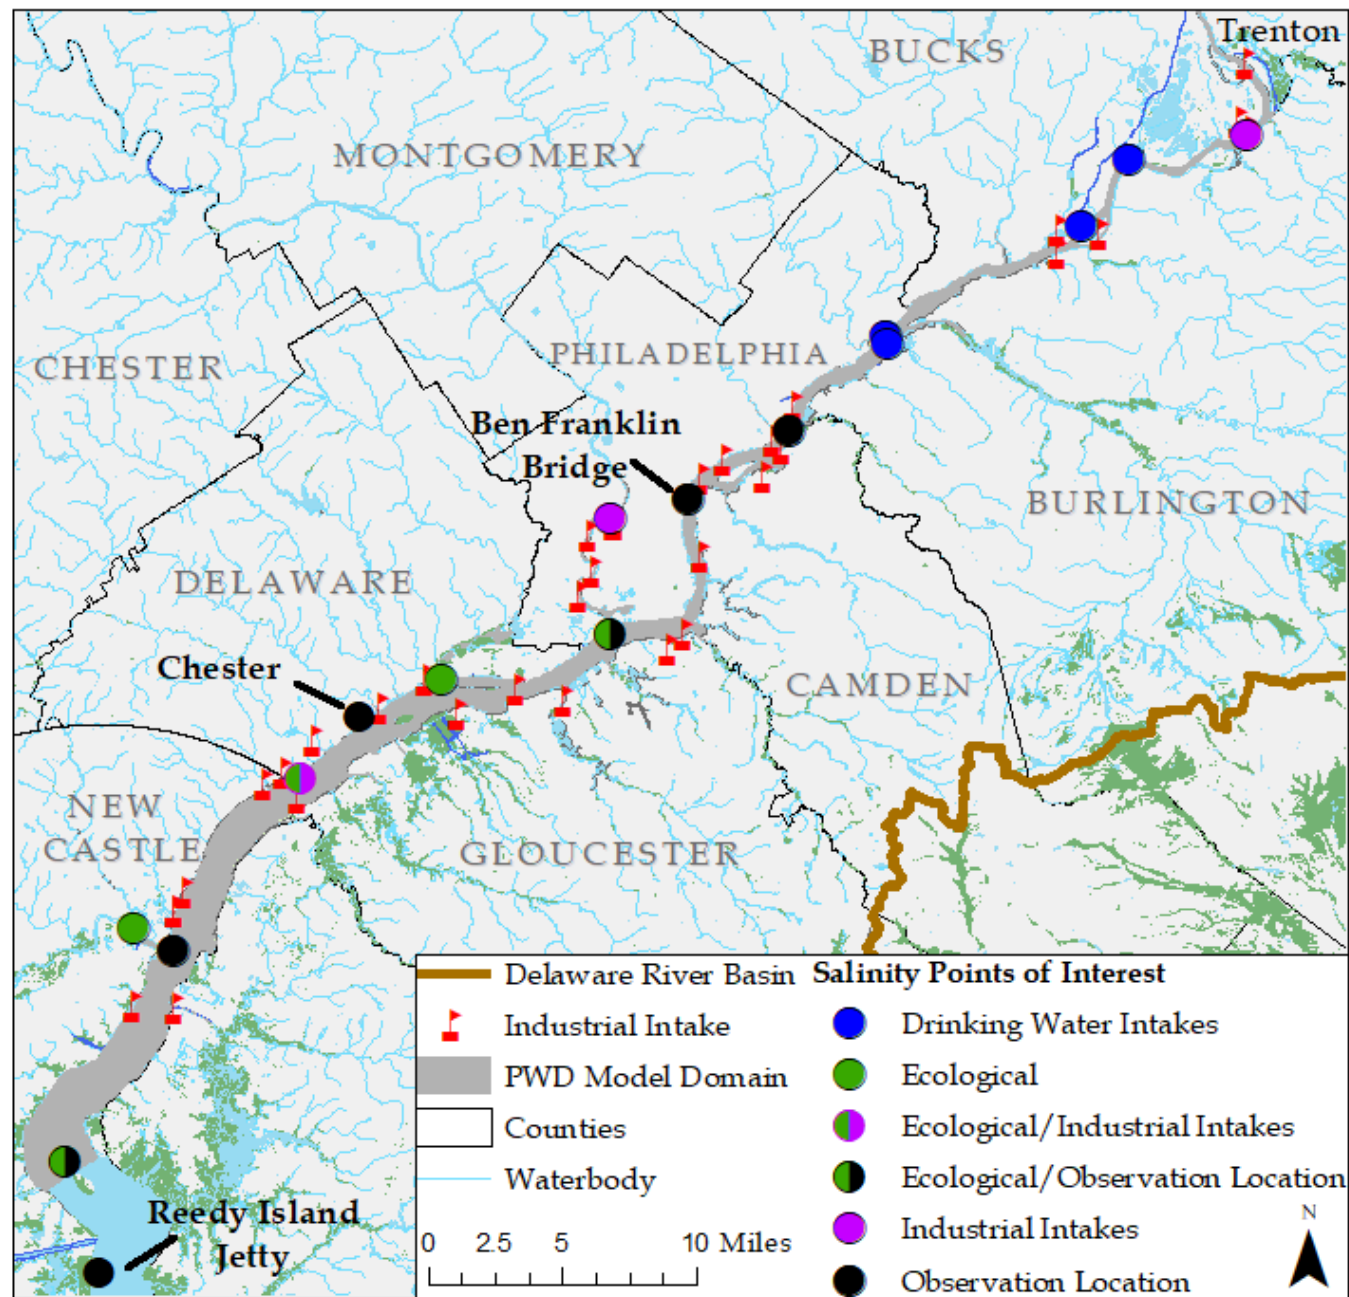 Trenton
BUCKS
MONTGOMERY
CHESTER
PHILADELPHIA
Ben Franklin
Bridge
BURLINGTON
DELAWARE
Chester
CAMDEN
NEW
CASTLE
GLOUCESTER
Reedy Island
Jetty
Delaware River Basin
Industrial Intake
PWD Model Domain
Counties
Waterbody
0 2.5 5 10 Miles
Salinity Points of Interest
Drinking Water Intakes
Ecological
Ecological/Industrial Intakes
Ecological/Observation Location
Industrial Intakes
Observation Location
N